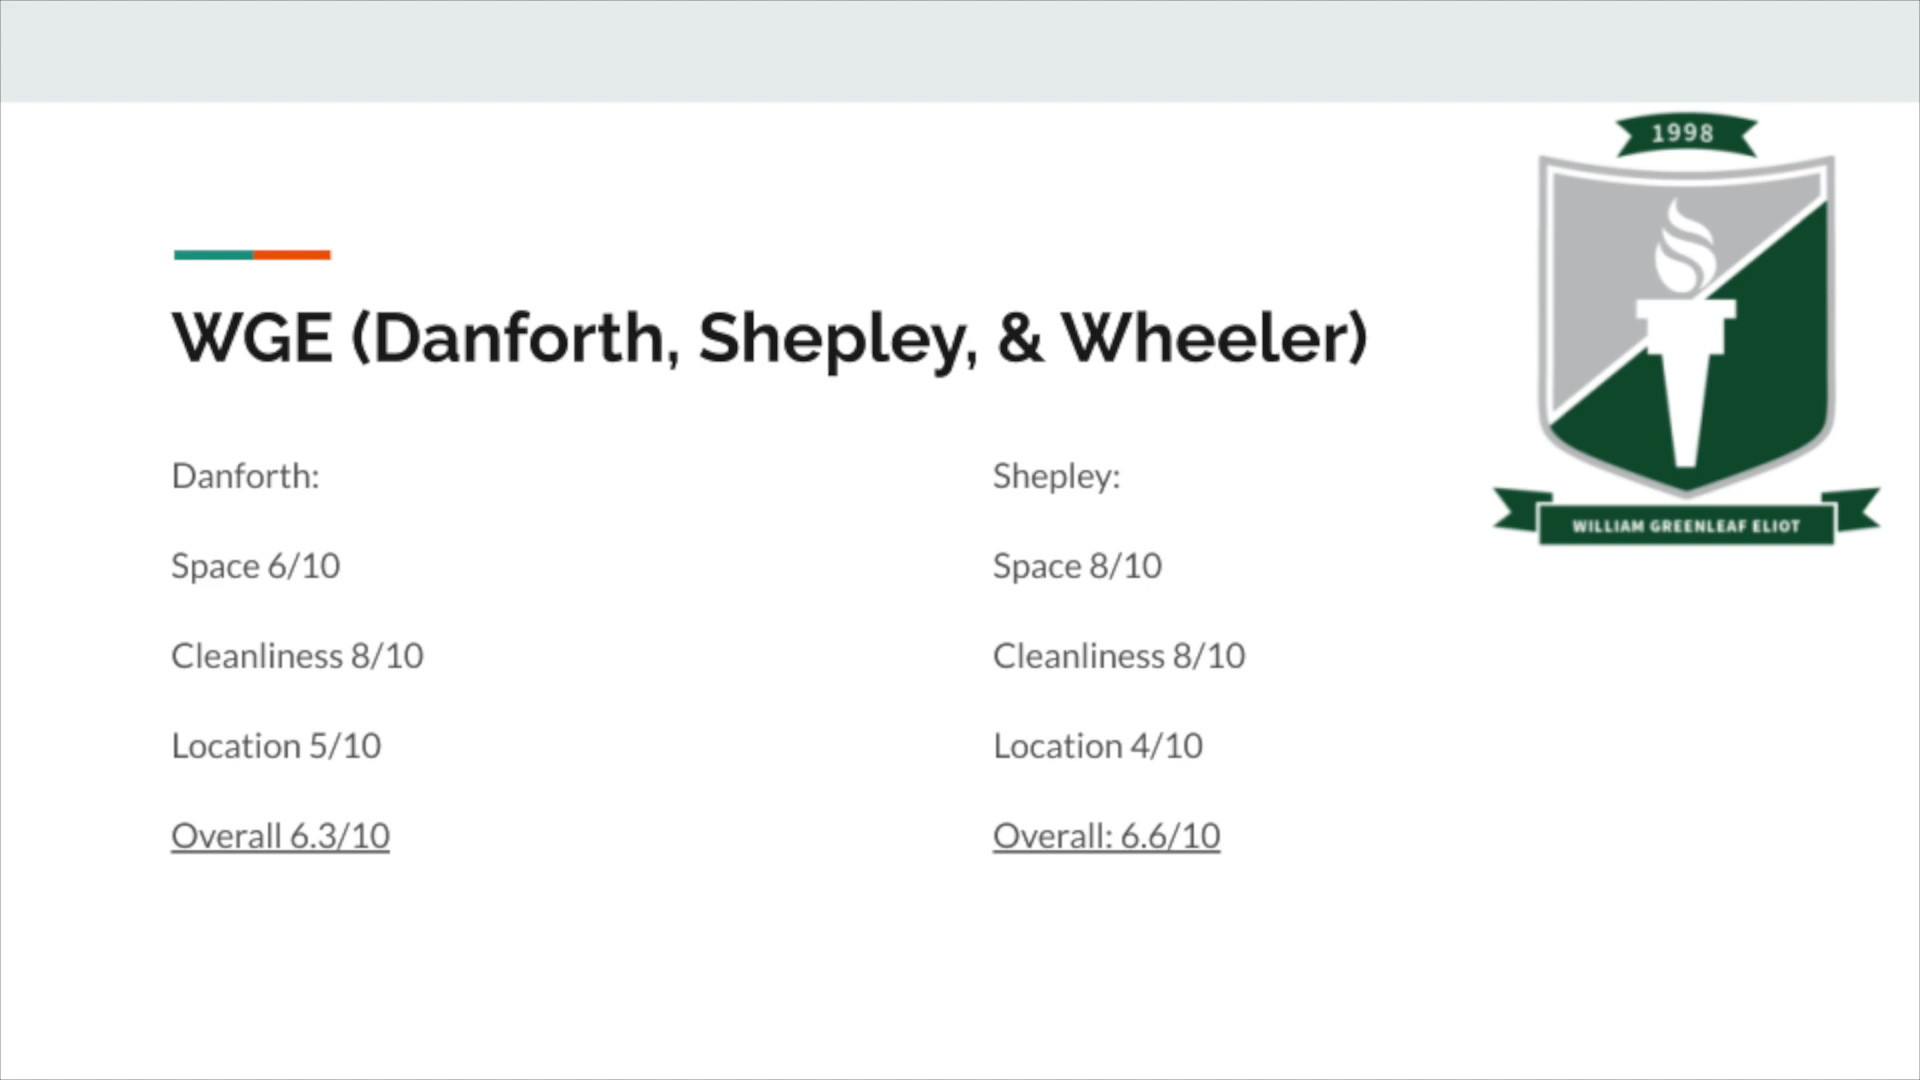 1998
WGE (Danforth, Shepley, & Wheeler)
Danforth:
Space 6/10
Cleanliness 8/10
Location 5/10
Overall 6.3/10
Shepley:
Space 8/10
Cleanliness 8/10
Location 4/10
Overall: 6.6/10
WILLIAM GREENLEAF ELIOT